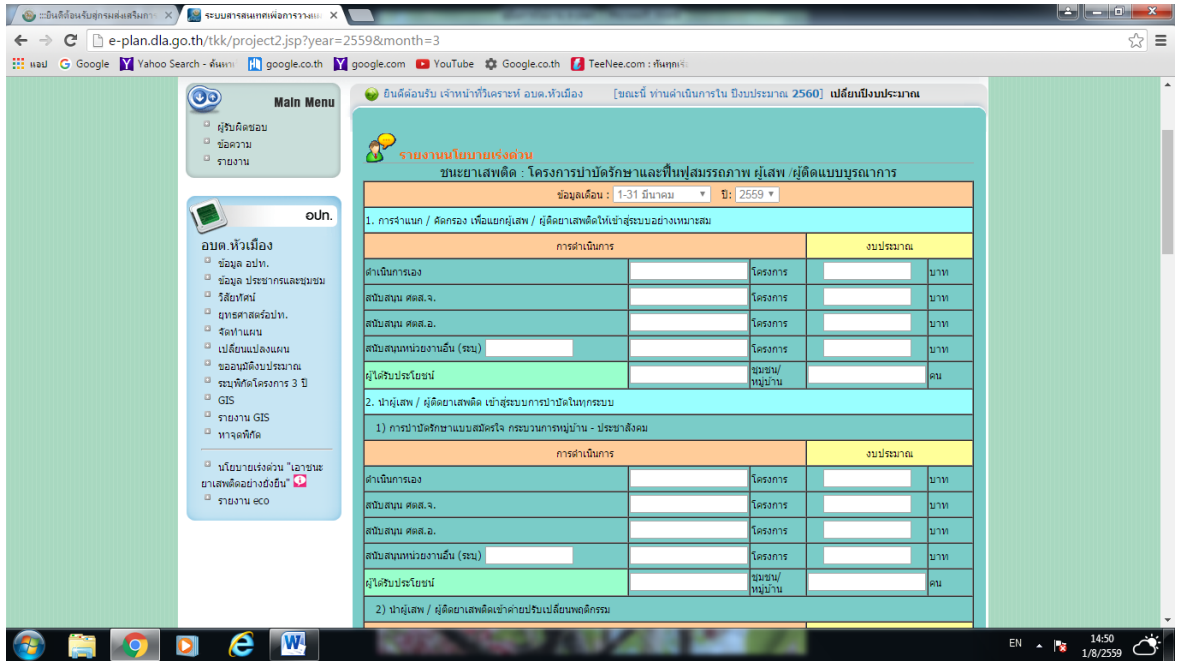 :::ยินดีต้อนรับสู่กรมส่งเสริมการ
ระบบสารสนเทศเพื่อการวางแผน
e-plan.dla.go.th/tkk/project2.jsp?year=2559&month=3
แอป
Google
Yahoo Search - ค้นหา
google.co.th
google.com
YouTube
Google.co.th
TeeNee.com : ทันทุก
Main Menu
ผู้รับผิดชอบ
ข้อความ
รายงาน
อปท.
อบต.หัวเมือง
ข้อมูล อปท.
ข้อมูล ประชากรและชุมชม
วิสัยทัศน์
ยุทธศาสตร์อปท.
จัดทำแผน
เปลี่ยนแปลงแผน
ขออนุมัติงบประมาณ
ระบุพิกัดโครงการ 3 ปี
GIS
รายงาน GIS
หาจุดพิกัด
นโยบายเร่งด่วน "เอาชนะ
ยาเสพติดอย่างยั่งยืน"
รายงาน eco
ยินดีต้อนรับ เจ้าหน้าที่วิเคราะห์ อบต.หัวเมือง [ขณะนี้ ท่านดำเนินการใน ปีงบประมาณ 2560] เปลี่ยนปีงบประมาณ
รายงานนโยบายเร่งด่วน
ชนะยาเสพติด : โครงการบำบัดรักษาและฟื้นฟูสมรรถภาพ ผู้เสพ /ผู้ติดแบบบูรณาการ
ข้อมูลเดือน : 1-31 มีนาคม ปี: 2559
1. การจำแนก / คัดกรอง เพื่อแยกผู้เสพ / ผู้ติดยาเสพติดให้เข้าสู่ระบบอย่างเหมาะสม
การดำเนินการ งบประมาณ
ดำเนินการเอง โครงการ บาท
สนับสนุน ศตส.จ. โครงการ บาท
สนับสนุน ศตส.อ. โครงการ บาท
สนับสนุนหน่วยงานอื่น (ระบุ) โครงการ บาท
ผู้ได้รับประโยชน์ ชุมชน/ คน
หมู่บ้าน
2. นำผู้เสพ / ผู้ติดยาเสพติด เข้าสู่ระบบการบำบัดในทุกระบบ
1) การบำบัดรักษาแบบสมัครใจ กระบวนการหมู่บ้าน - ประชาสังคม
การดำเนินการ งบประมาณ
ดำเนินการเอง โครงการ บาท
สนับสนุน ศตส.จ. โครงการ บาท
สนับสนุน ศตส.อ. โครงการ บาท
สนับสนุนหน่วยงานอื่น (ระบุ) โครงการ บาท
ผู้ได้รับประโยชน์ ชุมชน/ คน
หมู่บ้าน
2) นำผู้เสพ / ผู้ติดยาเสพติดเข้าค่ายปรับเปลี่ยนพฤติกรรม
EN
14:50
1/8/2559